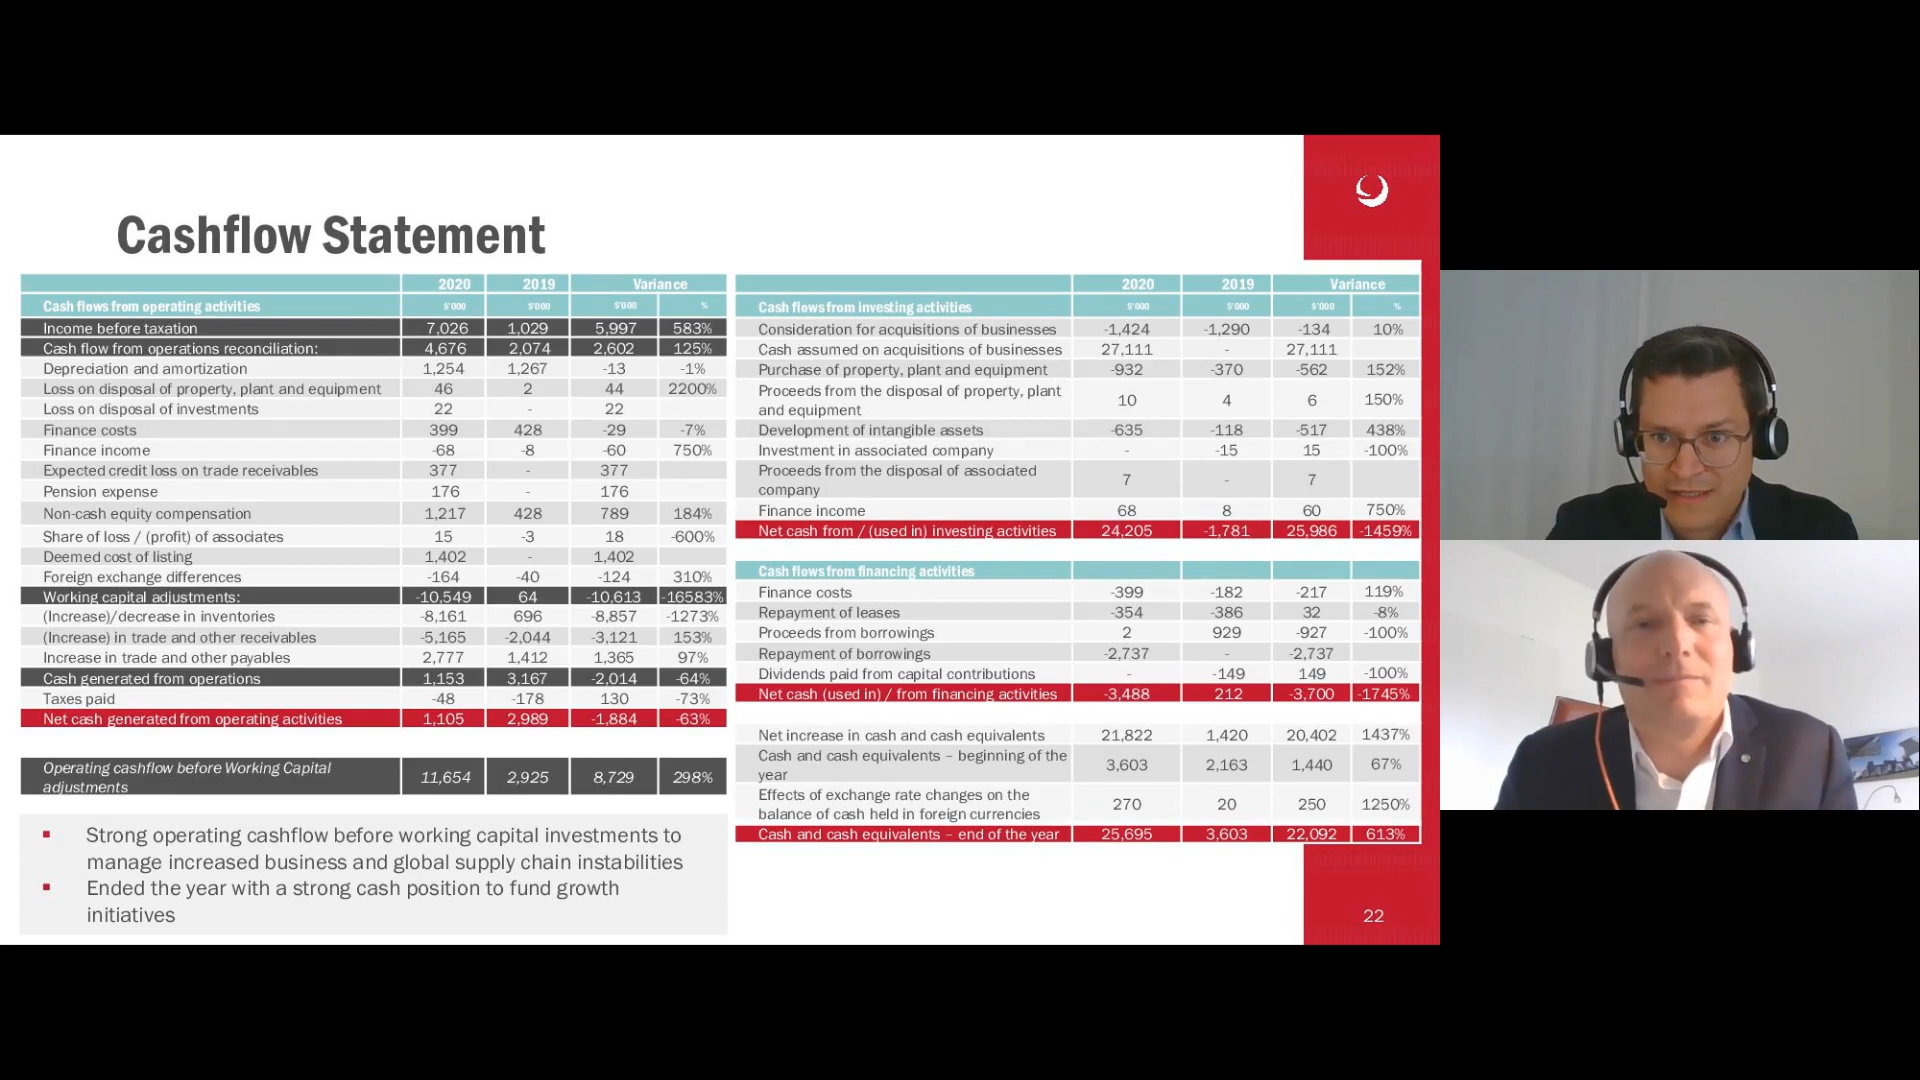 Cashflow Statement
2020 2019 Variance
Cash flows from operating activities $'000 $'000 $'000 %
Income before taxation 7,026 1,029 5,997 583%
Cash flow from operations reconciliation: 4,676 2,074 2,602 125%
Depreciation and amortization 1,254 1,267 -13 -1%
Loss on disposal of property, plant and equipment 46 2 44 2200%
Loss on disposal of investments 22 - 22
Finance costs 399 428 -29 -7%
Finance income -68 -8 -60 750%
Expected credit loss on trade receivables 377 - 377
Pension expense 176 - 176
Non-cash equity compensation 1,217 428 789 184%
Share of loss / (profit) of associates 15 -3 18 -600%
Deemed cost of listing 1,402 - 1,402
Foreign exchange differences -164 -40 -124 310%
Working capital adjustments: -10,549 64 -10,613 -16583%
(Increase)/decrease in inventories -8,161 696 -8,857 -1273%
(Increase) in trade and other receivables -5,165 -2,044 -3,121 153%
Increase in trade and other payables 2,777 1,412 1,365 97%
Cash generated from operations 1,153 3,167 -2,014 -64%
Taxes paid -48 -178 130 -73%
Net cash generated from operating activities 1,105 2,989 -1,884 -63%
Operating cashflow before Working Capital
adjustments 11,654 2,925 8,729 298%
▪ Strong operating cashflow before working capital investments to
manage increased business and global supply chain instabilities
▪ Ended the year with a strong cash position to fund growth
initiatives
2020 2019 Variance
Cash flows from investing activities $'000 $'000 $'000 %
Consideration for acquisitions of businesses -1,424 -1,290 -134 10%
Cash assumed on acquisitions of businesses 27,111 - 27,111
Purchase of property, plant and equipment -932 -370 -562 152%
Proceeds from the disposal of property, plant
and equipment 10 4 6 150%
Development of intangible assets -635 -118 -517 438%
Investment in associated company - -15 15 -100%
Proceeds from the disposal of associated
company 7 - 7
Finance income 68 8 60 750%
Net cash from / (used in) investing activities 24,205 -1,781 25,986 -1459%
Cash flows from financing activities
Finance costs -399 -182 -217 119%
Repayment of leases -354 -386 32 -8%
Proceeds from borrowings 2 929 -927 -100%
Repayment of borrowings -2,737 - -2,737
Dividends paid from capital contributions - -149 149 -100%
Net cash (used in) / from financing activities -3,488 212 -3,700 -1745%
Net increase in cash and cash equivalents 21,822 1,420 20,402 1437%
Cash and cash equivalents – beginning of the
year 3,603 2,163 1,440 67%
Effects of exchange rate changes on the
balance of cash held in foreign currencies 270 20 250 1250%
Cash and cash equivalents – end of the year 25,695 3,603 22,092 613%
22